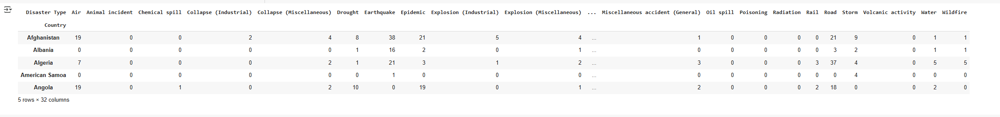 Disaster Type Air Animal incident Chemical spill Collapse (Industrial) Collapse (Miscellaneous) Drought Earthquake Epidemic Explosion (Industrial) Explosion (Miscellaneous) ... Miscellaneous accident (General) Oil spill Poisoning Radiation Rail Road Storm Volcanic activity Water Wildfire
Country
Afghanistan 19 0 0 2 4 8 38 21 5 4 ... 1 0 0 0 0 21 9 0 1 1
Albania 0 0 0 0 0 1 16 2 0 1 ... 0 0 0 0 0 3 2 0 1 1
Algeria 7 0 0 0 2 1 21 3 1 2 ... 3 0 0 0 3 37 4 0 5 5
American Samoa 0 0 0 0 0 0 1 0 0 0 ... 0 0 0 0 0 0 4 0 0 0
Angola 19 0 1 0 2 10 0 19 0 1 ... 2 0 0 0 2 18 0 0 2 0
5 rows × 32 columns